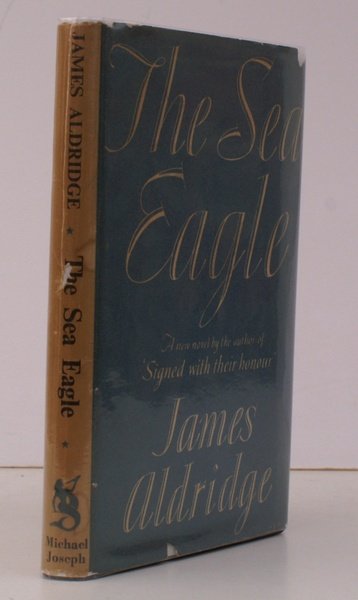 JAMES ALDRIDGE ★ The Sea Eagle ★
Michael
Joseph
The Sea
Eagle
A new novel by the author of
'Signed with their honour'
James
Aldridge